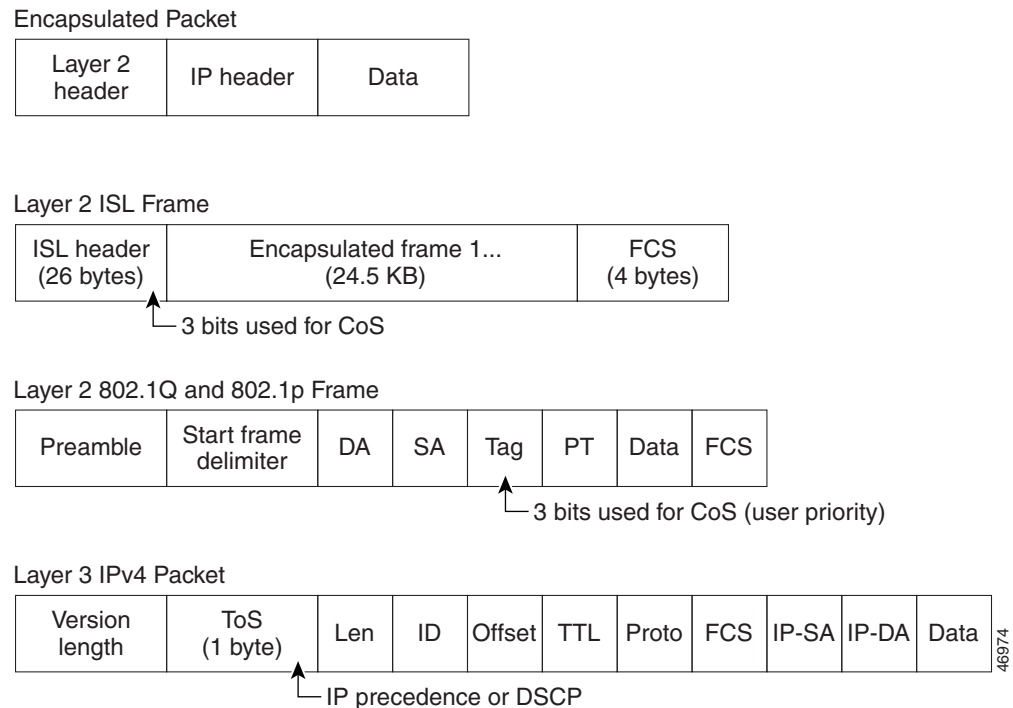 Encapsulated Packet
Layer 2
header
IP header
Data
Layer 2 ISL Frame
ISL header
(26 bytes)
Encapsulated frame 1...
(24.5 KB)
FCS
(4 bytes)
3 bits used for CoS
Layer 2 802.1Q and 802.1p Frame
Preamble
Start frame
delimiter
DA
SA
Tag
PT
Data
FCS
3 bits used for CoS (user priority)
Layer 3 IPv4 Packet
Version
length
ToS
(1 byte)
Len
ID
Offset
TTL
Proto
FCS
IP-SA
IP-DA
Data
46974
IP precedence or DSCP